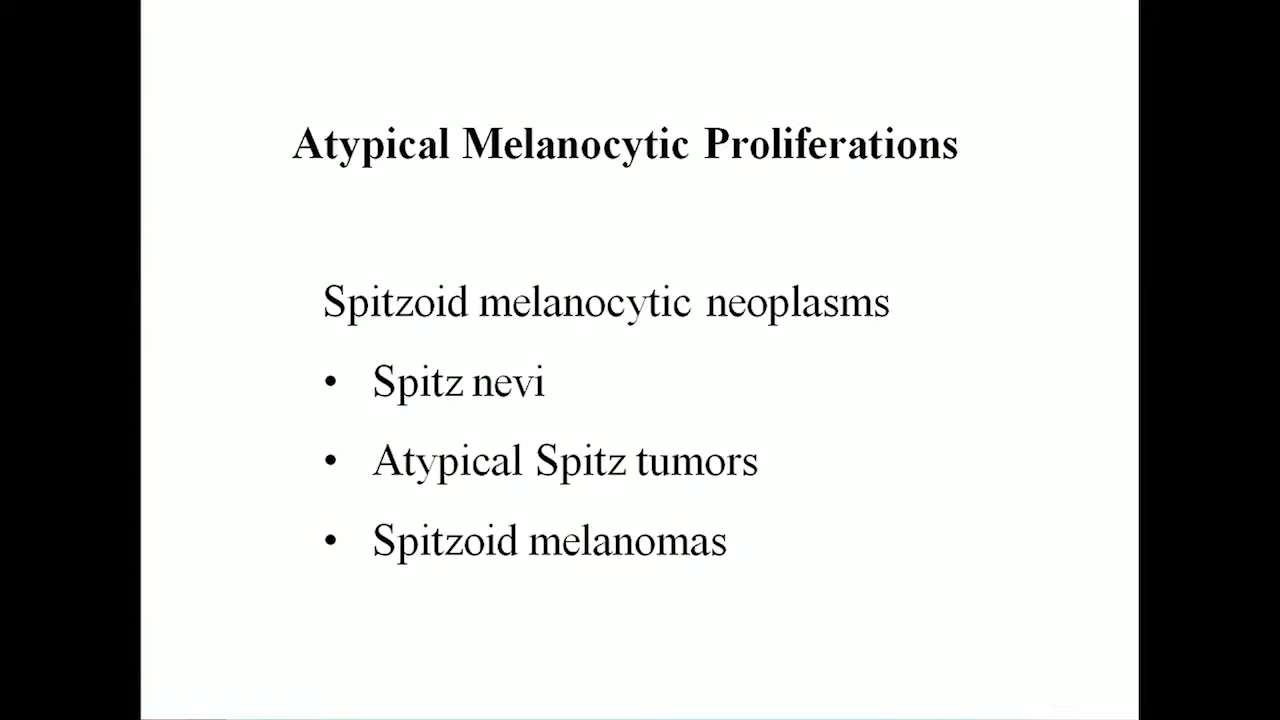 Atypical Melanocytic Proliferations
Spitzoid melanocytic neoplasms
• Spitz nevi
• Atypical Spitz tumors
• Spitzoid melanomas